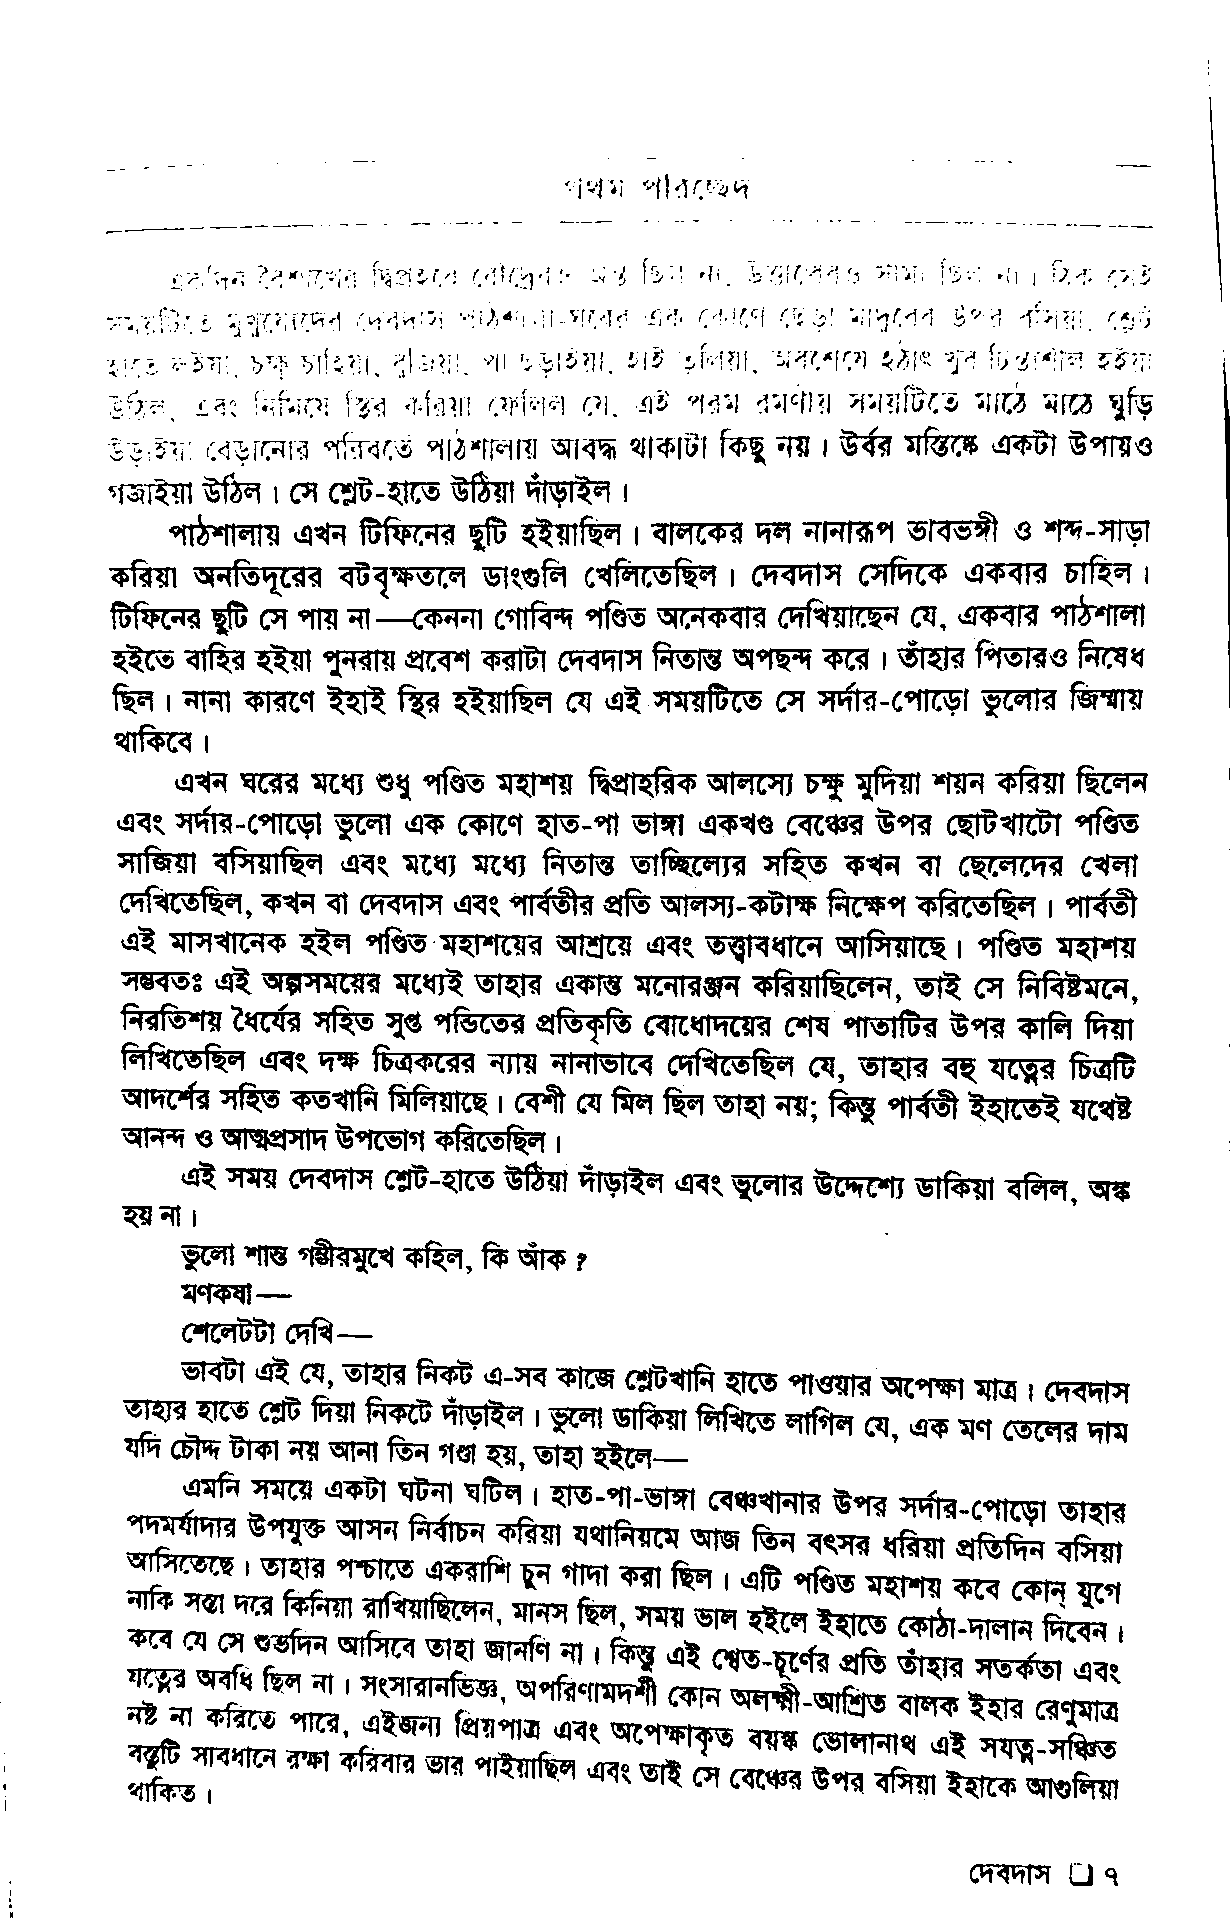 প্রথম পরিচ্ছেদ
একদিন বৈশাখের দ্বিপ্রহরে রৌদ্রেরও অন্ত ছিল না, উত্তাপেরও সীমা ছিল না। ঠিক সেই
সময়টিতে মুখুয্যেদের দেবদাস পাঠশালা-ঘরের এক কোণে ছেঁড়া মাদুরের উপর বসিয়া, শ্লেট
হাতে লইয়া, চক্ষু চাহিয়া, বুজিয়া, পা ছড়াইয়া, হাই তুলিয়া, অবশেষে হঠাৎ খুব চিন্তাশীল হইয়া
উঠিল, এবং নিমিষে স্থির করিয়া ফেলিল যে, এই পরম রমণীয় সময়টিতে মাঠে মাঠে ঘুড়ি
উড়াইয়া বেড়ানোর পরিবর্তে পাঠশালায় আবদ্ধ থাকাটা কিছু নয়। উর্বর মস্তিষ্কে একটা উপায়ও
গজাইয়া উঠিল। সে শ্লেট-হাতে উঠিয়া দাঁড়াইল।
পাঠশালায় এখন টিফিনের ছুটি হইয়াছিল। বালকের দল নানারূপ ভাবভঙ্গী ও শব্দ-সাড়া
করিয়া অনতিদূরের বটবৃক্ষতলে ডাংগুলি খেলিতেছিল। দেবদাস সেদিকে একবার চাহিল।
টিফিনের ছুটি সে পায় না—কেননা গোবিন্দ পণ্ডিত অনেকবার দেখিয়াছেন যে, একবার পাঠশালা
হইতে বাহির হইয়া পুনরায় প্রবেশ করাটা দেবদাস নিতান্ত অপছন্দ করে। তাঁহার পিতারও নিষেধ
ছিল। নানা কারণে ইহাই স্থির হইয়াছিল যে এই সময়টিতে সে সর্দার-পোড়ো ভুলোর জিম্মায়
থাকিবে।
এখন ঘরের মধ্যে শুধু পণ্ডিত মহাশয় দ্বিপ্রাহরিক আলস্যে চক্ষু মুদিয়া শয়ন করিয়া ছিলেন
এবং সর্দার-পোড়ো ভুলো এক কোণে হাত-পা ভাঙ্গা একখণ্ড বেঞ্চের উপর ছোটখাটো পণ্ডিত
সাজিয়া বসিয়াছিল এবং মধ্যে মধ্যে নিতান্ত তাচ্ছিল্যের সহিত কখন বা ছেলেদের খেলা
দেখিতেছিল, কখন বা দেবদাস এবং পার্বতীর প্রতি আলস্য-কটাক্ষ নিক্ষেপ করিতেছিল। পার্বতী
এই মাসখানেক হইল পণ্ডিত মহাশয়ের আশ্রয়ে এবং তত্ত্বাবধানে আসিয়াছে। পণ্ডিত মহাশয়
সম্ভবতঃ এই অল্পসময়ের মধ্যেই তাহার একান্ত মনোরঞ্জন করিয়াছিলেন, তাই সে নিবিষ্টমনে,
নিরতিশয় ধৈর্যের সহিত সুপ্ত পন্ডিতের প্রতিকৃতি বোধোদয়ের শেষ পাতাটির উপর কালি দিয়া
লিখিতেছিল এবং দক্ষ চিত্রকরের ন্যায় নানাভাবে দেখিতেছিল যে, তাহার বহু যত্নের চিত্রটি
আদর্শের সহিত কতখানি মিলিয়াছে। বেশী যে মিল ছিল তাহা নয়; কিন্তু পার্বতী ইহাতেই যথেষ্ট
আনন্দ ও আত্মপ্রসাদ উপভোগ করিতেছিল।
এই সময় দেবদাস শ্লেট-হাতে উঠিয়া দাঁড়াইল এবং ভুলোর উদ্দেশ্যে ডাকিয়া বলিল, অঙ্ক
হয় না।
ভুলো শান্ত গম্ভীরমুখে কহিল, কি আঁক ?
মণকষা—
শেলেটটা দেখি—
ভাবটা এই যে, তাহার নিকট এ-সব কাজে শ্লেটখানি হাতে পাওয়ার অপেক্ষা মাত্র। দেবদাস
তাহার হাতে শ্লেট দিয়া নিকটে দাঁড়াইল। ভুলো ডাকিয়া লিখিতে লাগিল যে, এক মণ তেলের দাম
যদি চৌদ্দ টাকা নয় আনা তিন গণ্ডা হয়, তাহা হইলে—
এমনি সময়ে একটা ঘটনা ঘটিল। হাত-পা-ভাঙ্গা বেঞ্চখানার উপর সর্দার-পোড়ো তাহার
পদমর্যাদার উপযুক্ত আসন নির্বাচন করিয়া যথানিয়মে আজ তিন বৎসর ধরিয়া প্রতিদিন বসিয়া
আসিতেছে। তাহার পশ্চাতে একরাশি চুন গাদা করা ছিল। এটি পণ্ডিত মহাশয় কবে কোন্ যুগে
নাকি সস্তা দরে কিনিয়া রাখিয়াছিলেন, মানস ছিল, সময় ভাল হইলে ইহাতে কোঠা-দালান দিবেন।
কবে যে সে শুভদিন আসিবে তাহা জানণি না। কিন্তু এই শ্বেত-চূর্ণের প্রতি তাঁহার সতর্কতা এবং
যত্নের অবধি ছিল না। সংসারানভিজ্ঞ, অপরিণামদর্শী কোন অলক্ষ্মী-আশ্রিত বালক ইহার রেণুমাত্র
নষ্ট না করিতে পারে, এইজন্য প্রিয়পাত্র এবং অপেক্ষাকৃত বয়স্ক ভোলানাথ এই সযত্ন-সঞ্চিত
বস্তুটি সাবধানে রক্ষা করিবার ভার পাইয়াছিল এবং তাই সে বেঞ্চের উপর বসিয়া ইহাকে আগুলিয়া
থাকিত।
দেবদাস □ ৭